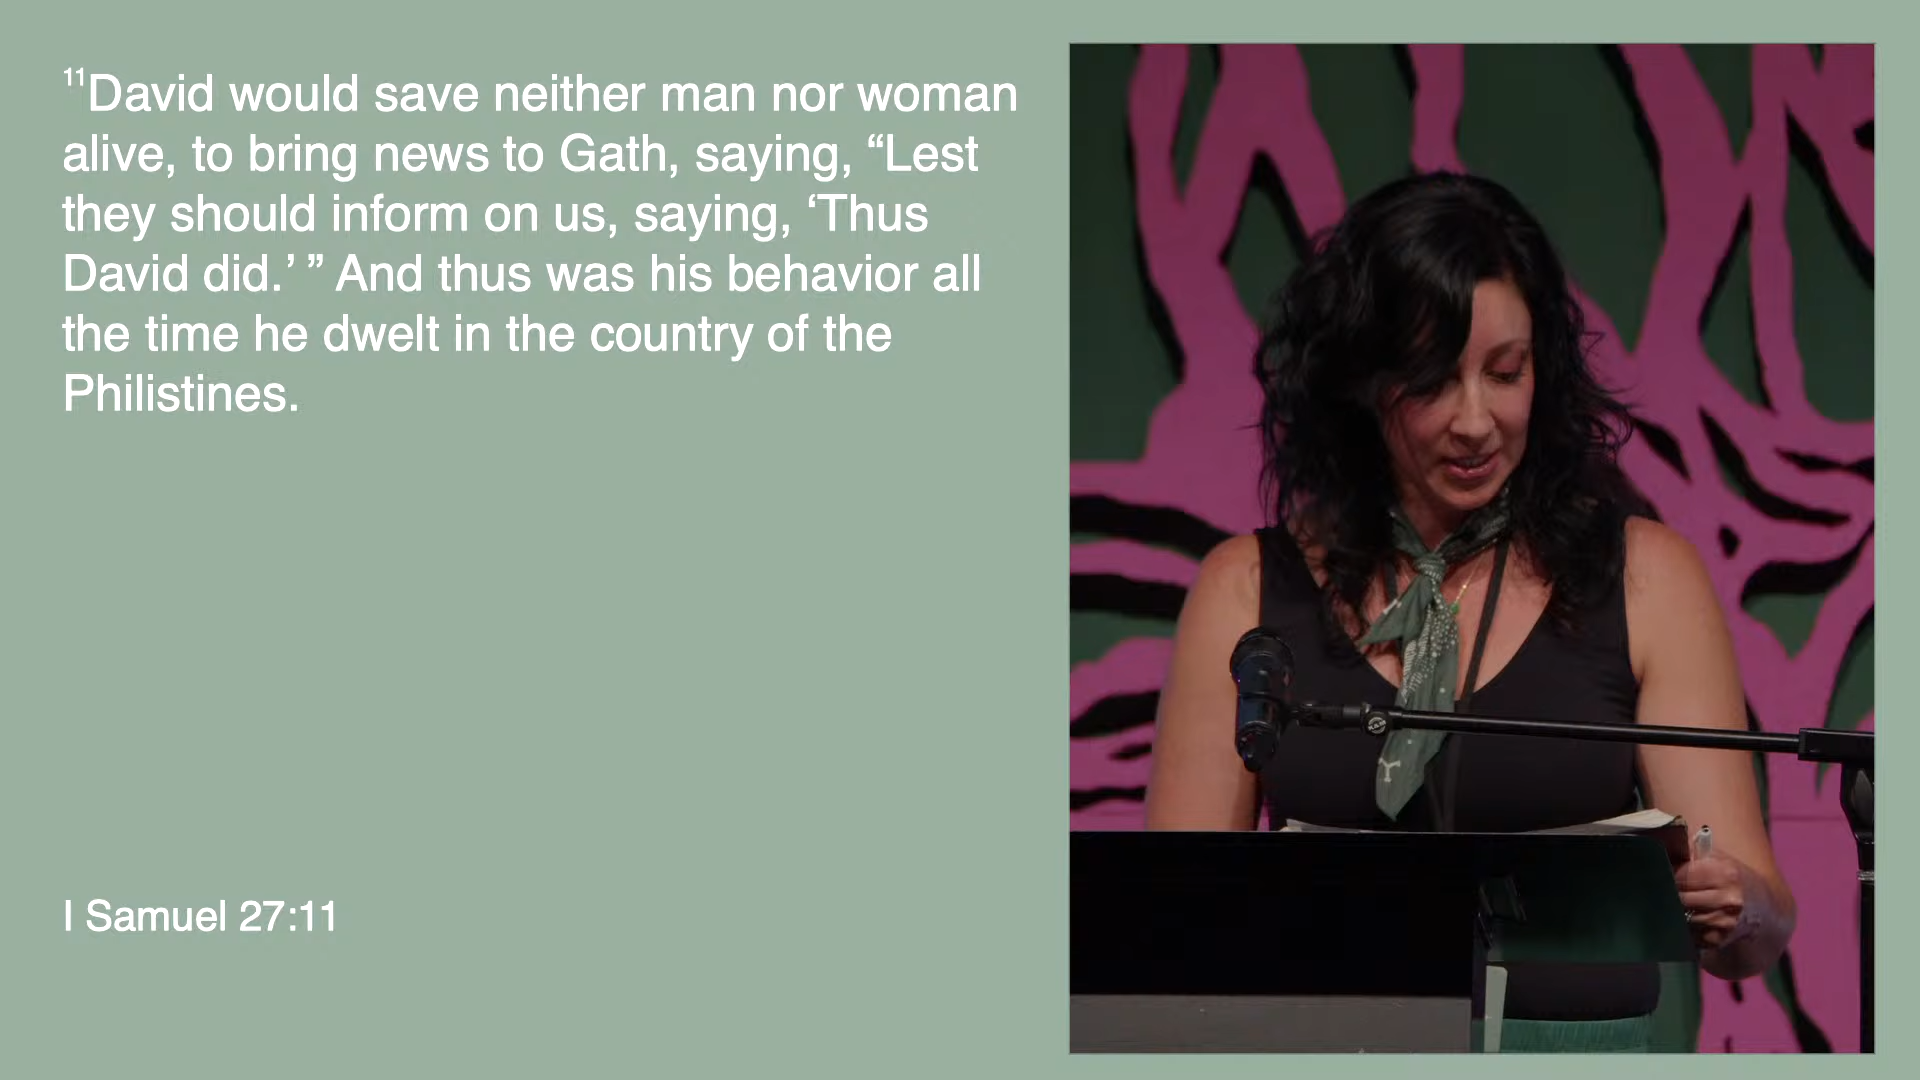 ¹¹David would save neither man nor woman
alive, to bring news to Gath, saying, “Lest
they should inform on us, saying, ‘Thus
David did.’ ” And thus was his behavior all
the time he dwelt in the country of the
Philistines.
I Samuel 27:11